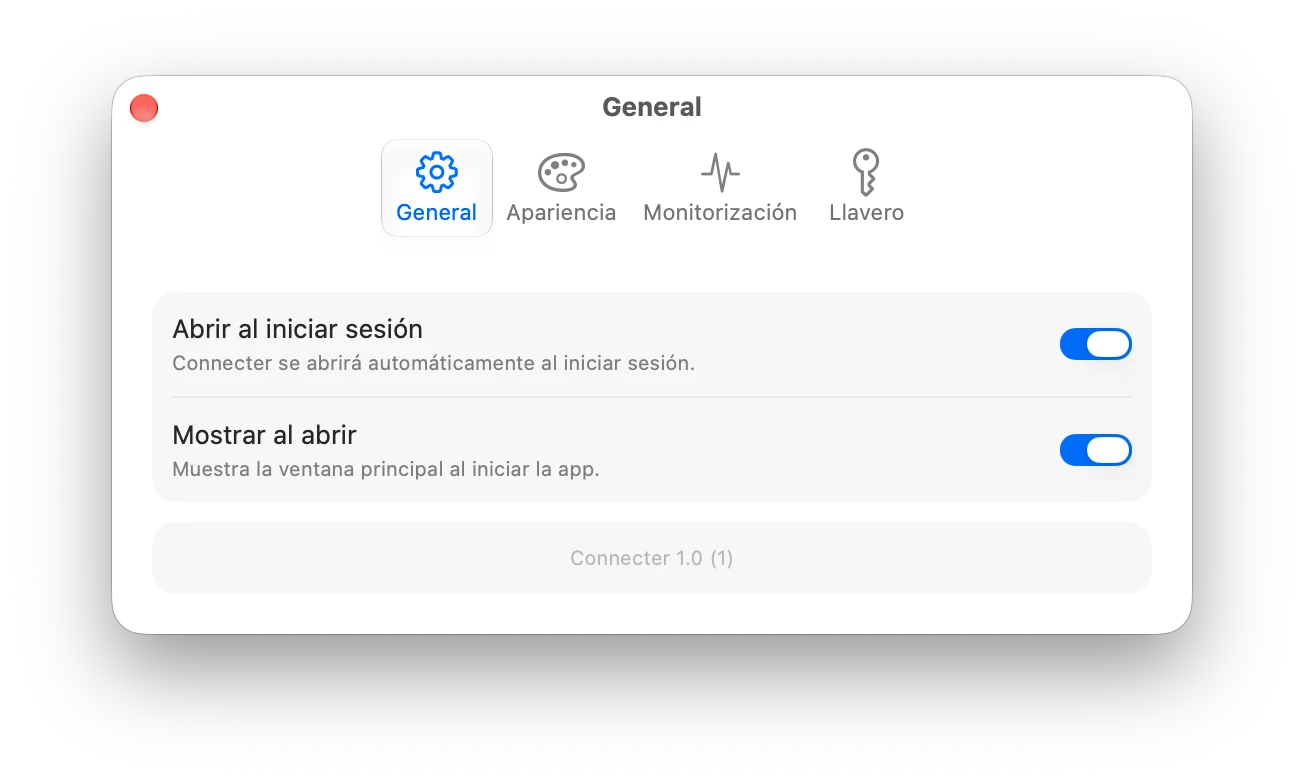 General
General
Apariencia
Monitorización
Llavero
Abrir al iniciar sesión
Connecter se abrirá automáticamente al iniciar sesión.
Mostrar al abrir
Muestra la ventana principal al iniciar la app.
Connecter 1.0 (1)